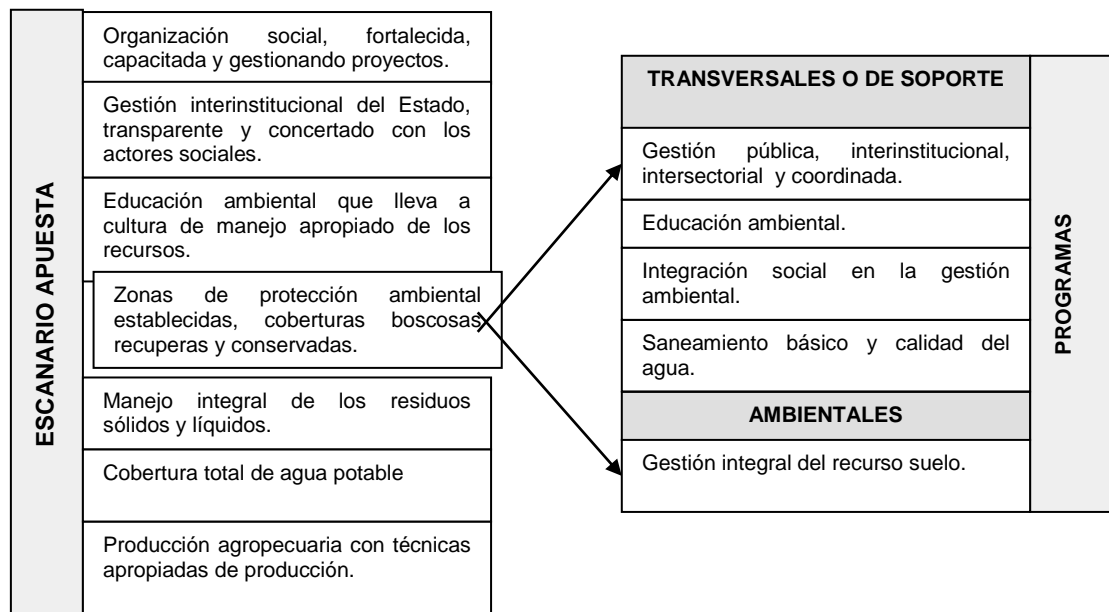 ESCANARIO APUESTA
Organización social, fortalecida,
capacitada y gestionando proyectos.
Gestión interinstitucional del Estado,
transparente y concertado con los
actores sociales.
Educación ambiental que lleva a
cultura de manejo apropiado de los
recursos.
Zonas de protección ambiental
establecidas, coberturas boscosas
recuperas y conservadas.
Manejo integral de los residuos
sólidos y líquidos.
Cobertura total de agua potable
Producción agropecuaria con técnicas
apropiadas de producción.
TRANSVERSALES O DE SOPORTE
Gestión pública, interinstitucional,
intersectorial y coordinada.
Educación ambiental.
Integración social en la gestión
ambiental.
Saneamiento básico y calidad del
agua.
AMBIENTALES
Gestión integral del recurso suelo.
PROGRAMAS